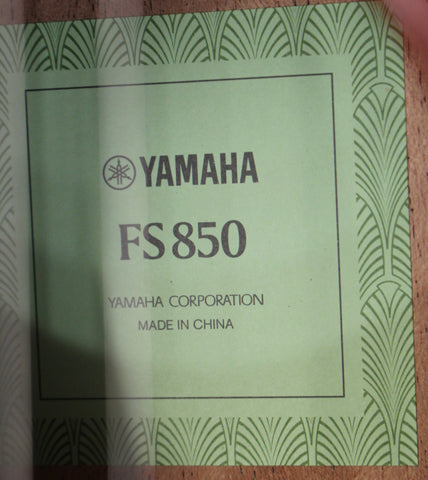 YAMAHA
FS850
YAMAHA CORPORATION
MADE IN CHINA